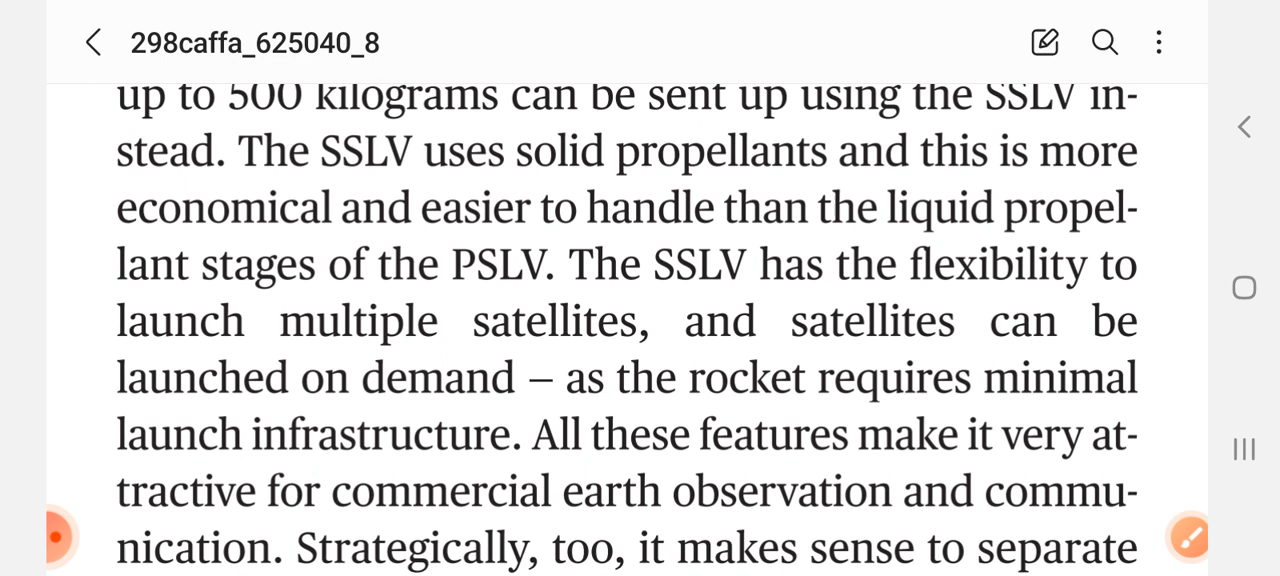 298caffa_625040_8
up to 500 kilograms can be sent up using the SSLV in-
stead. The SSLV uses solid propellants and this is more
economical and easier to handle than the liquid propel-
lant stages of the PSLV. The SSLV has the flexibility to
launch multiple satellites, and satellites can be
launched on demand – as the rocket requires minimal
launch infrastructure. All these features make it very at-
tractive for commercial earth observation and commu-
nication. Strategically, too, it makes sense to separate